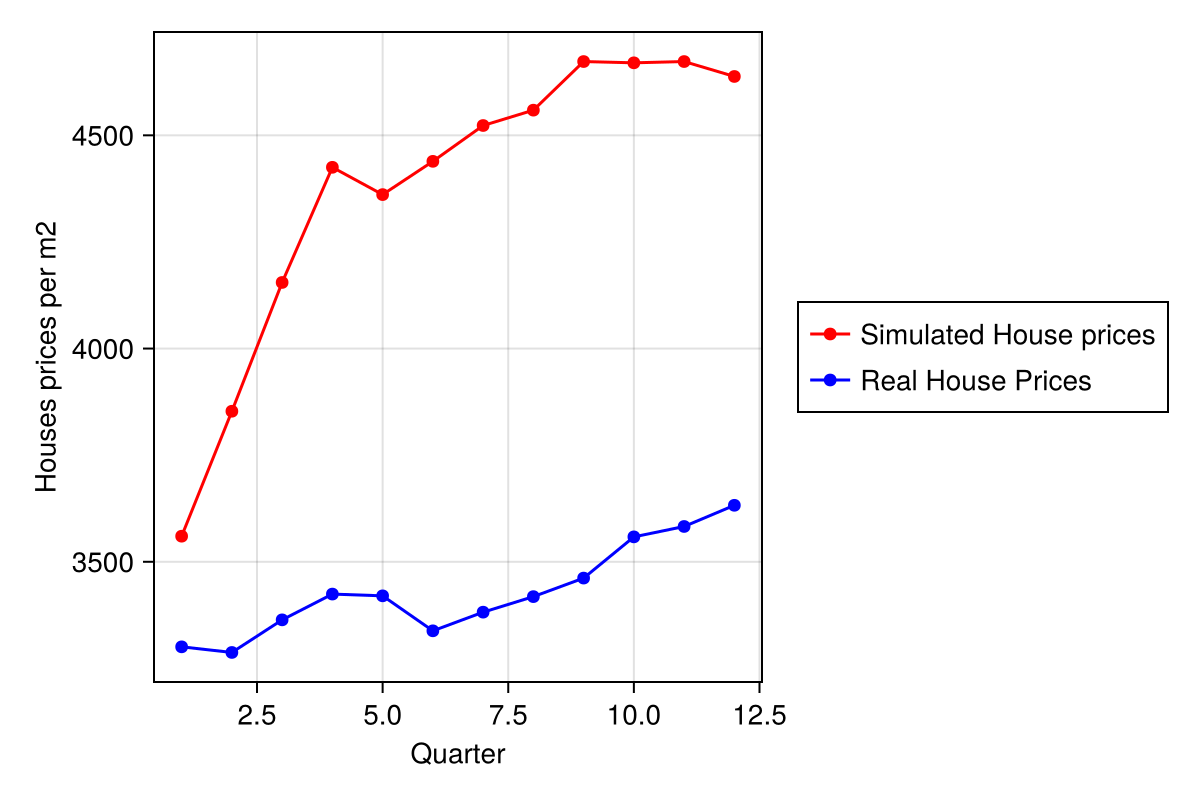 4500
4000
3500
Houses prices per m2
2.5 5.0 7.5 10.0 12.5
Quarter
Simulated House prices
Real House Prices